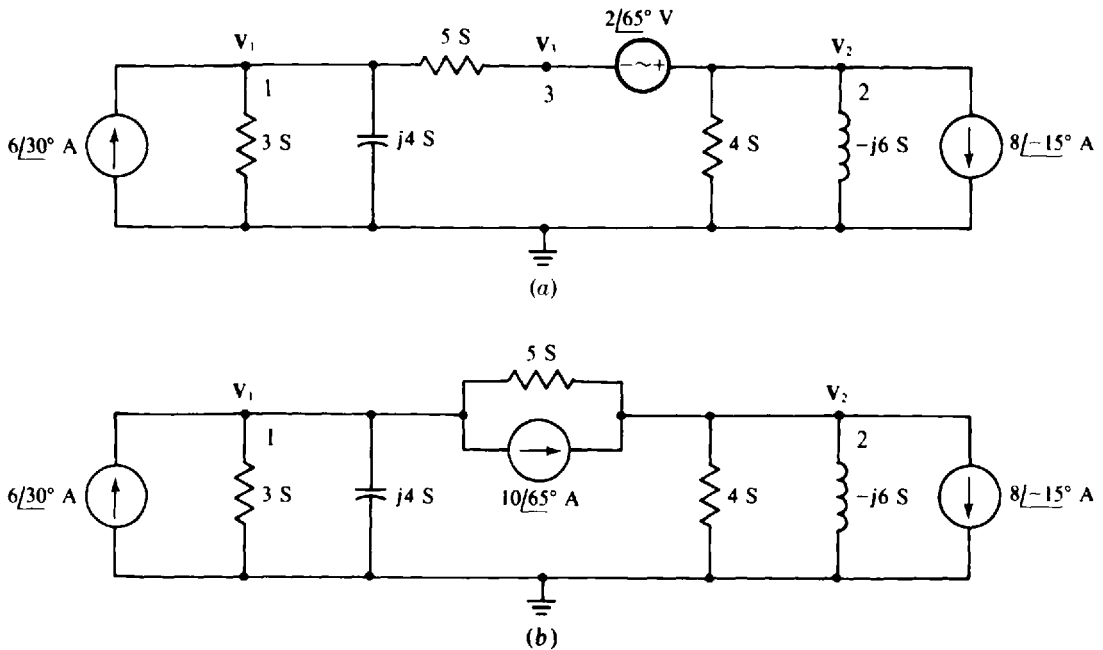 2/65° V
5 S
V₁
V₃
V₂
− ~ +
1
3
2
6/30° A
3 S
j4 S
4 S
−j6 S
8/−15° A
(a)
5 S
V₁
V₂
1
2
6/30° A
3 S
j4 S
10/65° A
4 S
−j6 S
8/−15° A
(b)